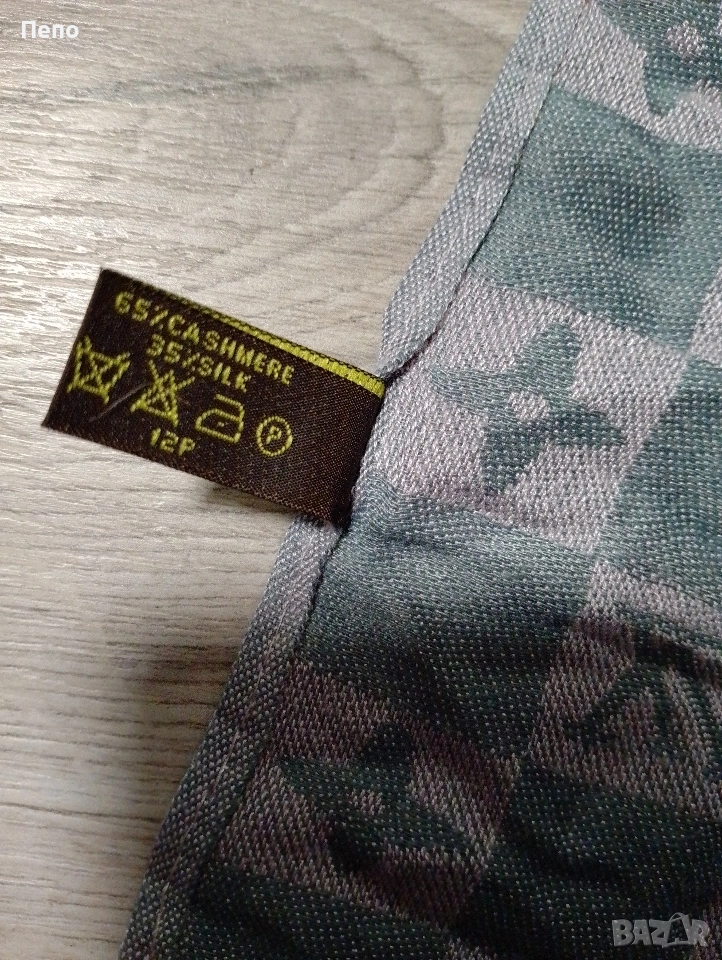 Пепо
65%CASHMERE
35%SILK
P
12P
BAZAR